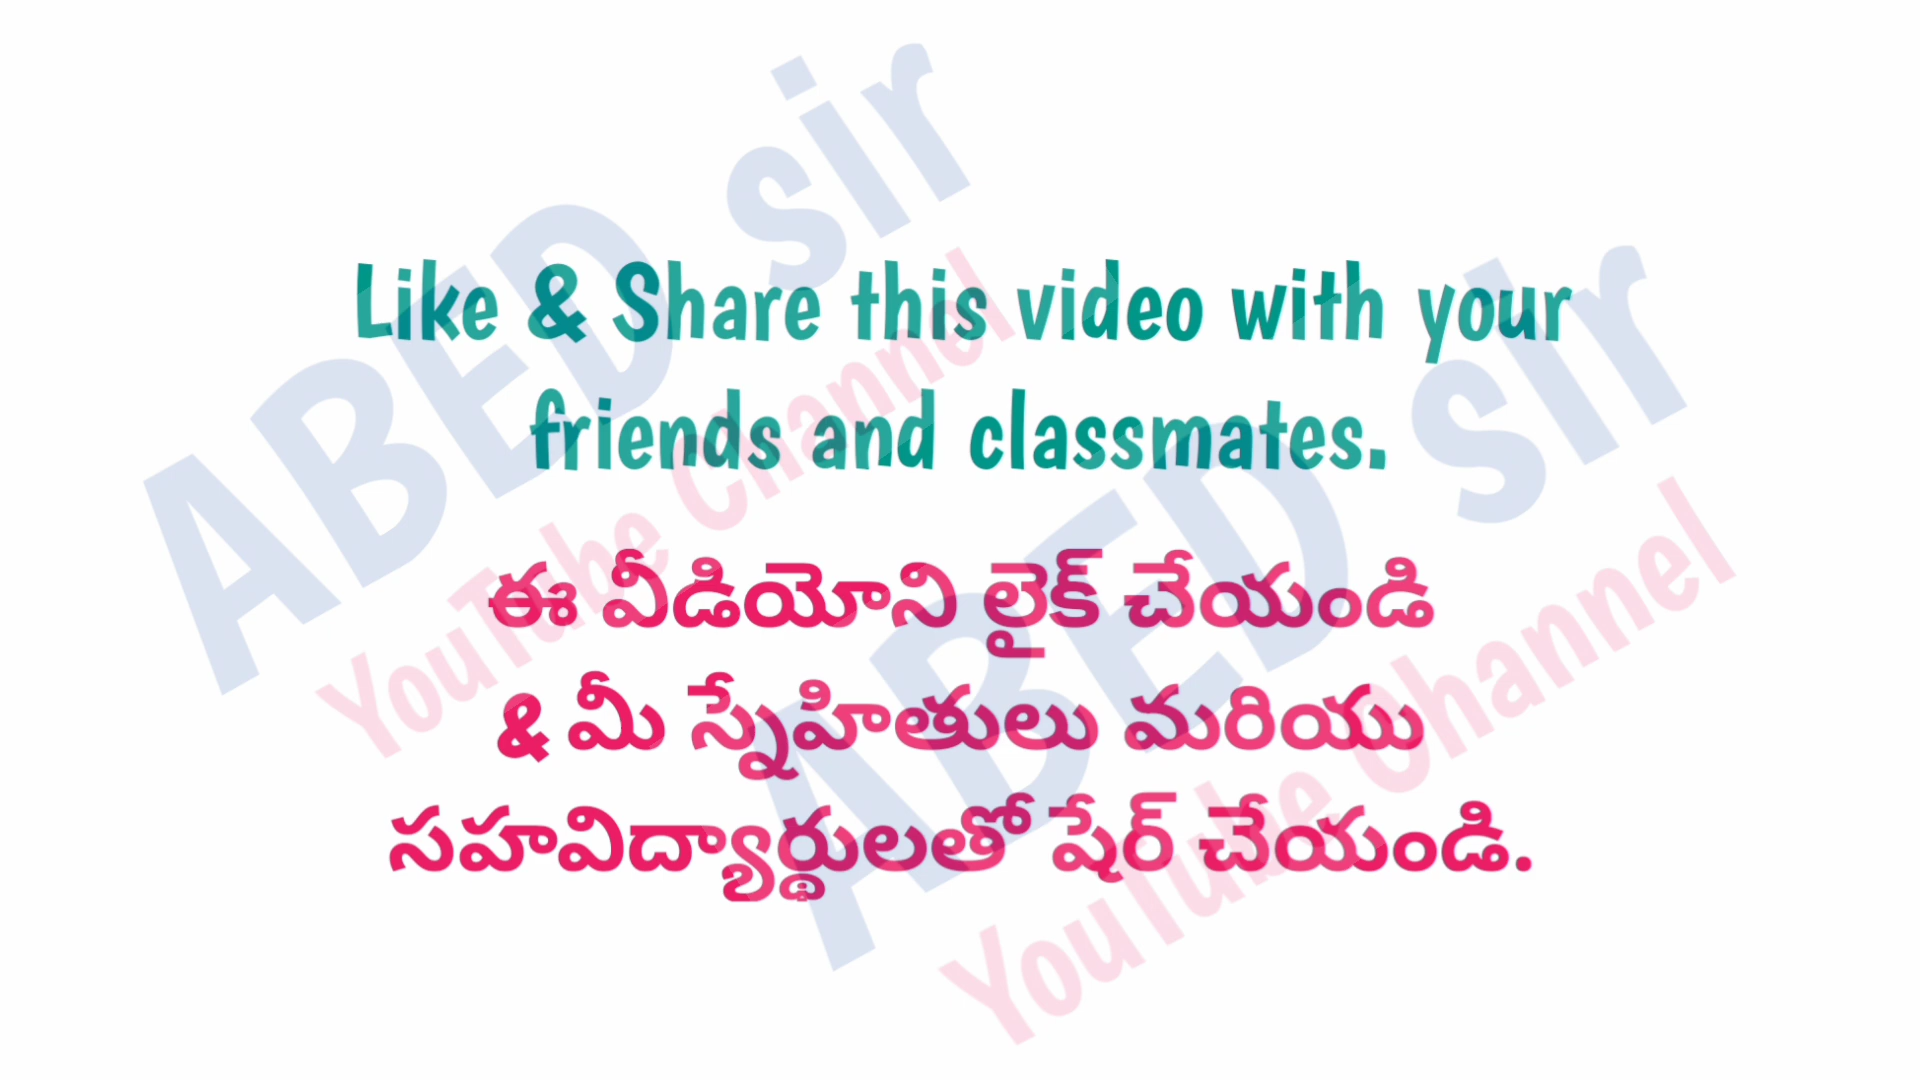 Like & Share this video with your
friends and classmates.
ఈ వీడియోని లైక్ చేయండి
& మీ స్నేహితులు మరియు
సహవిద్యార్థులతో షేర్ చేయండి.
ABED sir
YouTube Channel
ABED sir
YouTube Channel